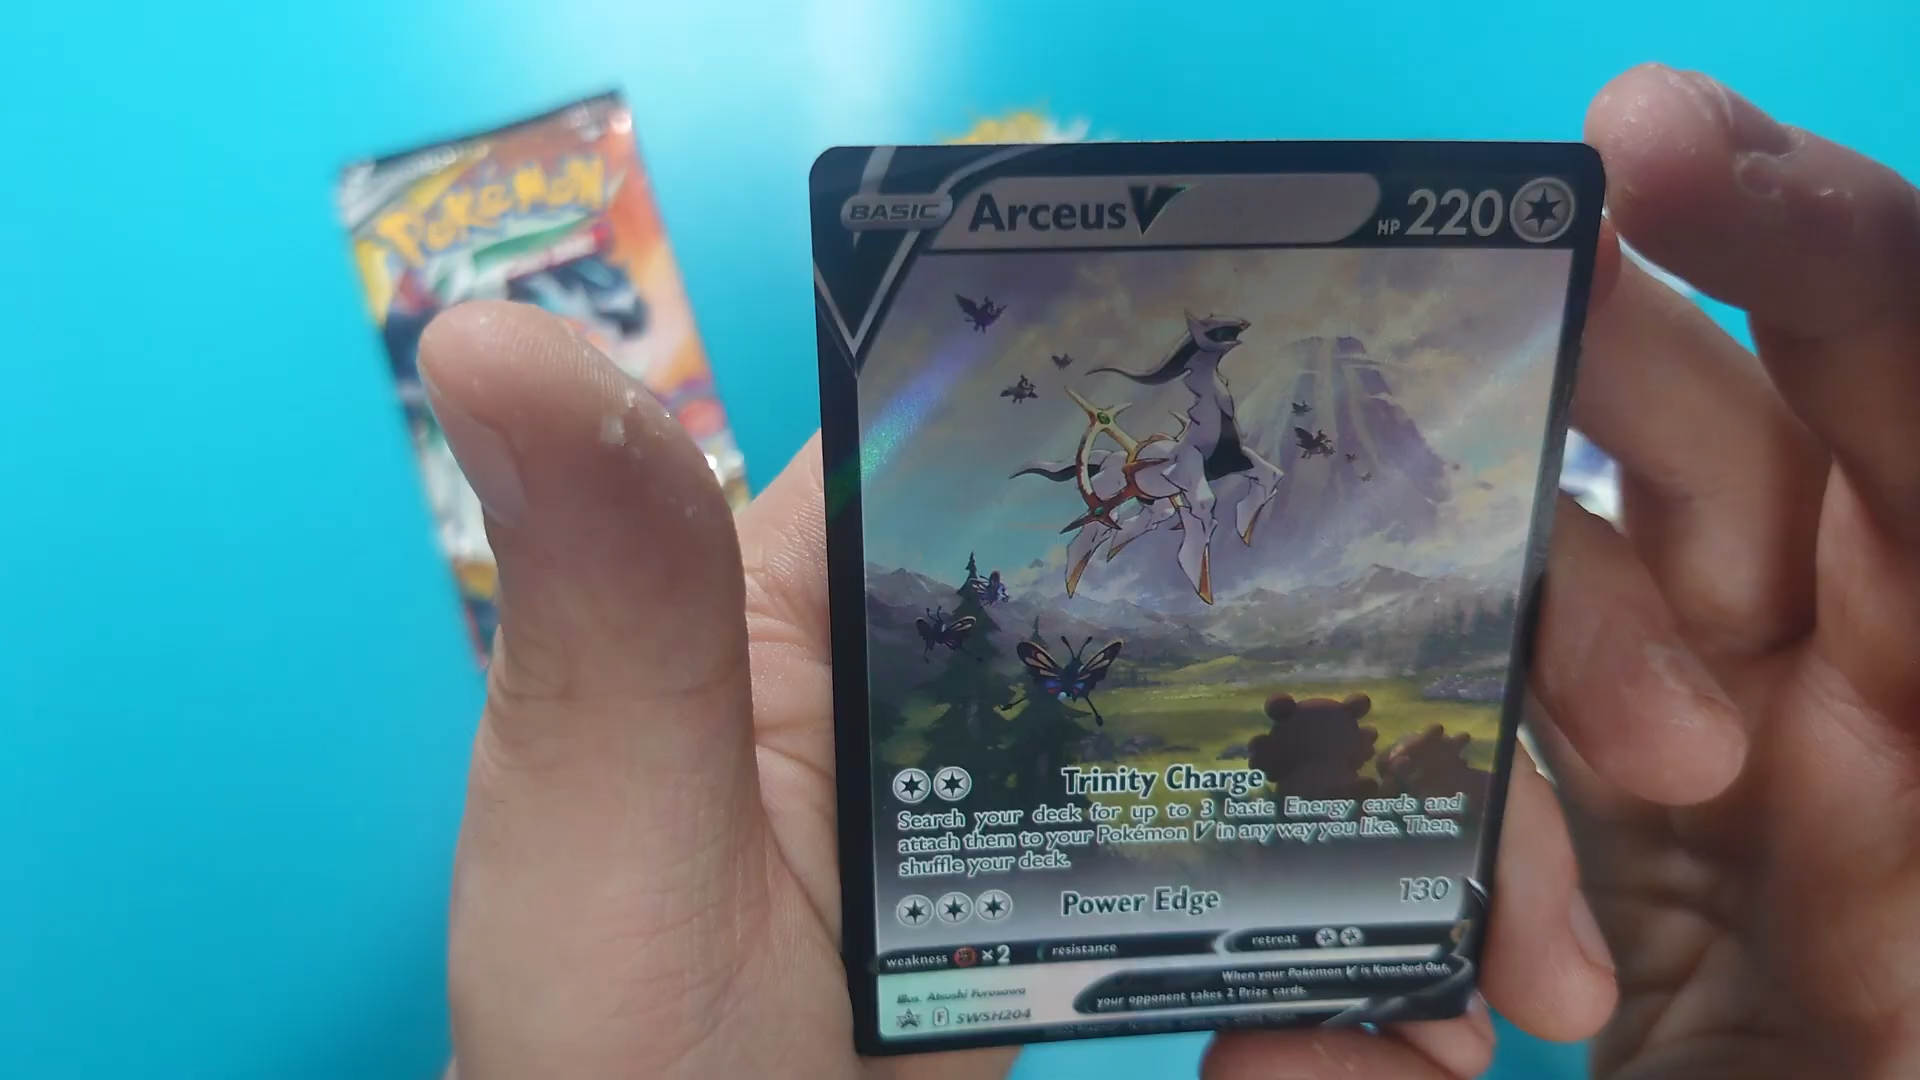 Pokémon
BASIC
Arceus V
HP 220
Trinity Charge
Search your deck for up to 3 basic Energy cards and
attach them to your Pokémon V in any way you like. Then,
shuffle your deck.
Power Edge 130
weakness ×2 resistance retreat
When your Pokémon V is Knocked Out,
your opponent takes 2 Prize cards.
Illus. Atsushi Furusawa
F SWSH204